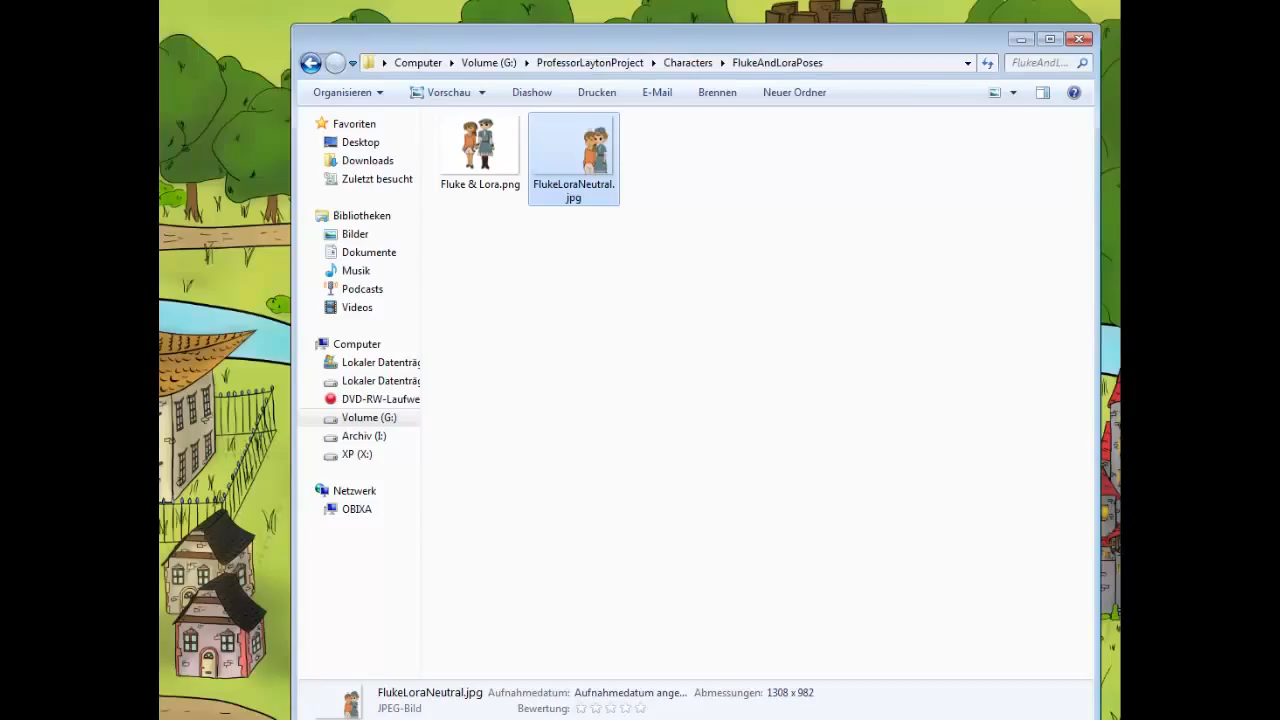 Computer Volume (G:) ProfessorLaytonProject Characters FlukeAndLoraPoses FlukeAndL...
Organisieren Vorschau Diashow Drucken E-Mail Brennen Neuer Ordner
Favoriten
Desktop
Downloads
Zuletzt besucht
Bibliotheken
Bilder
Dokumente
Musik
Podcasts
Videos
Computer
Lokaler Datenträg
Lokaler Datenträg
DVD-RW-Laufwe
Volume (G:)
Archiv (I:)
XP (X:)
Netzwerk
OBIXA
Fluke & Lora.png
FlukeLoraNeutral.
jpg
FlukeLoraNeutral.jpg Aufnahmedatum: Aufnahmedatum ange... Abmessungen: 1308 x 982
JPEG-Bild Bewertung: